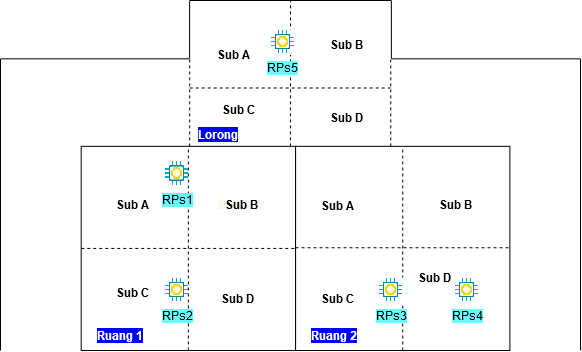 Sub A
Sub B
RPs5
Sub C
Sub D
Lorong
RPs1
Sub A
Sub B
Sub A
Sub B
Sub C
Sub D
Sub C
Sub D
RPs2
RPs3
RPs4
Ruang 1
Ruang 2